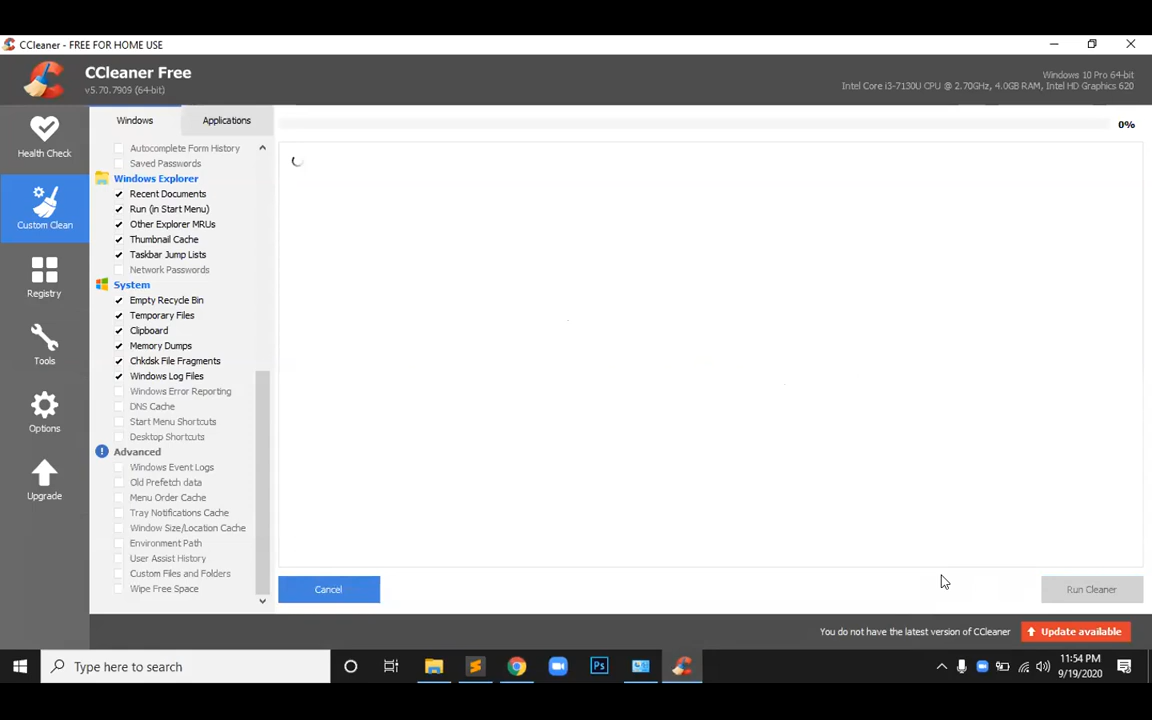 CCleaner - FREE FOR HOME USE
CCleaner Free
v5.70.7909 (64-bit)
Windows 10 Pro 64-bit
Intel Core i3-7130U CPU @ 2.70GHz, 4.0GB RAM, Intel HD Graphics 620
Health Check
Custom Clean
Registry
Tools
Options
Upgrade
Windows
Applications
0%
Autocomplete Form History
Saved Passwords
Windows Explorer
Recent Documents
Run (in Start Menu)
Other Explorer MRUs
Thumbnail Cache
Taskbar Jump Lists
Network Passwords
System
Empty Recycle Bin
Temporary Files
Clipboard
Memory Dumps
Chkdsk File Fragments
Windows Log Files
Windows Error Reporting
DNS Cache
Start Menu Shortcuts
Desktop Shortcuts
Advanced
Windows Event Logs
Old Prefetch data
Menu Order Cache
Tray Notifications Cache
Window Size/Location Cache
Environment Path
User Assist History
Custom Files and Folders
Wipe Free Space
Cancel
Run Cleaner
You do not have the latest version of CCleaner
Update available
Type here to search
Ps
11:54 PM
9/19/2020